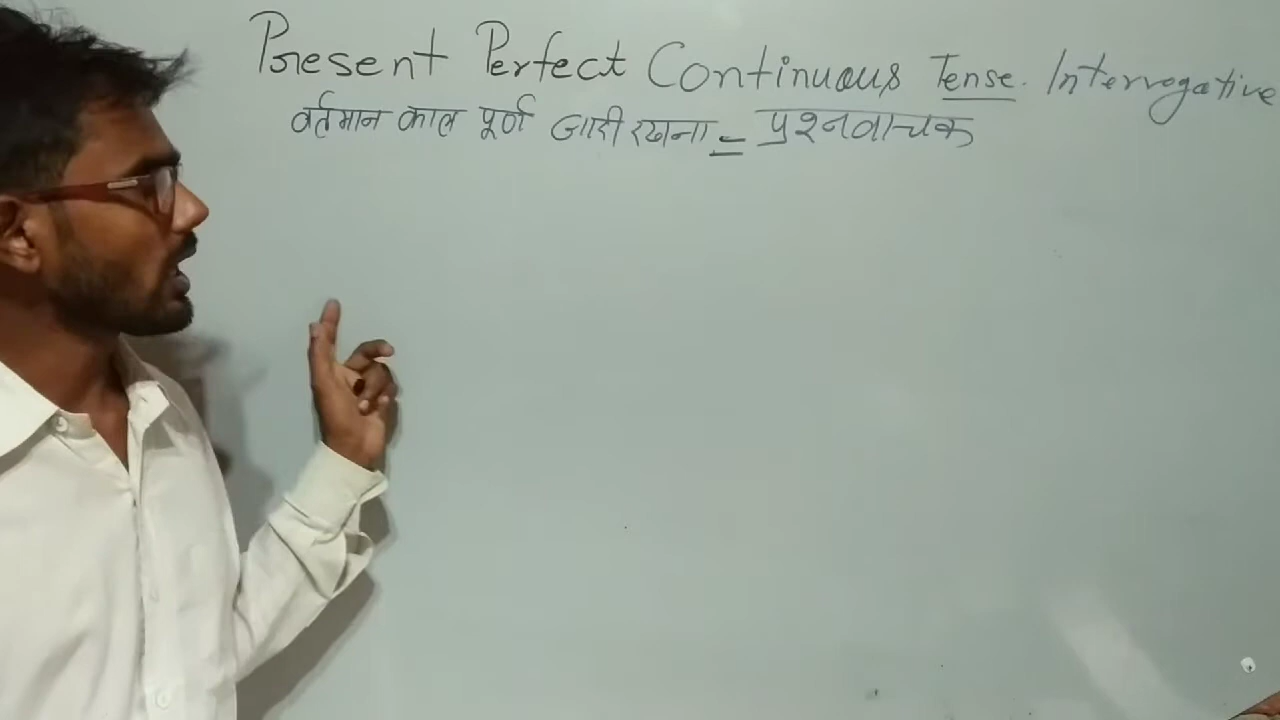 Present Perfect Continuous Tense. Interrogative
वर्तमान काल पूर्ण जारी रखना = प्रश्नवाचक